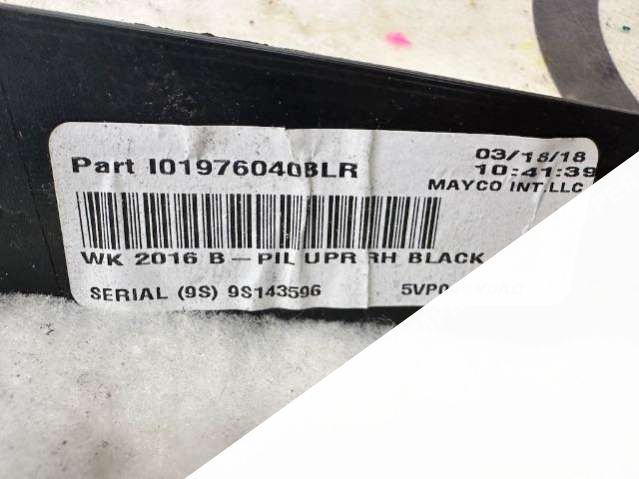 Part I01976040BLR
03/18/18
10:41:39
MAYCO INT.LLC
WK 2016 B-PIL UPR RH BLACK
SERIAL (9S) 9S143596